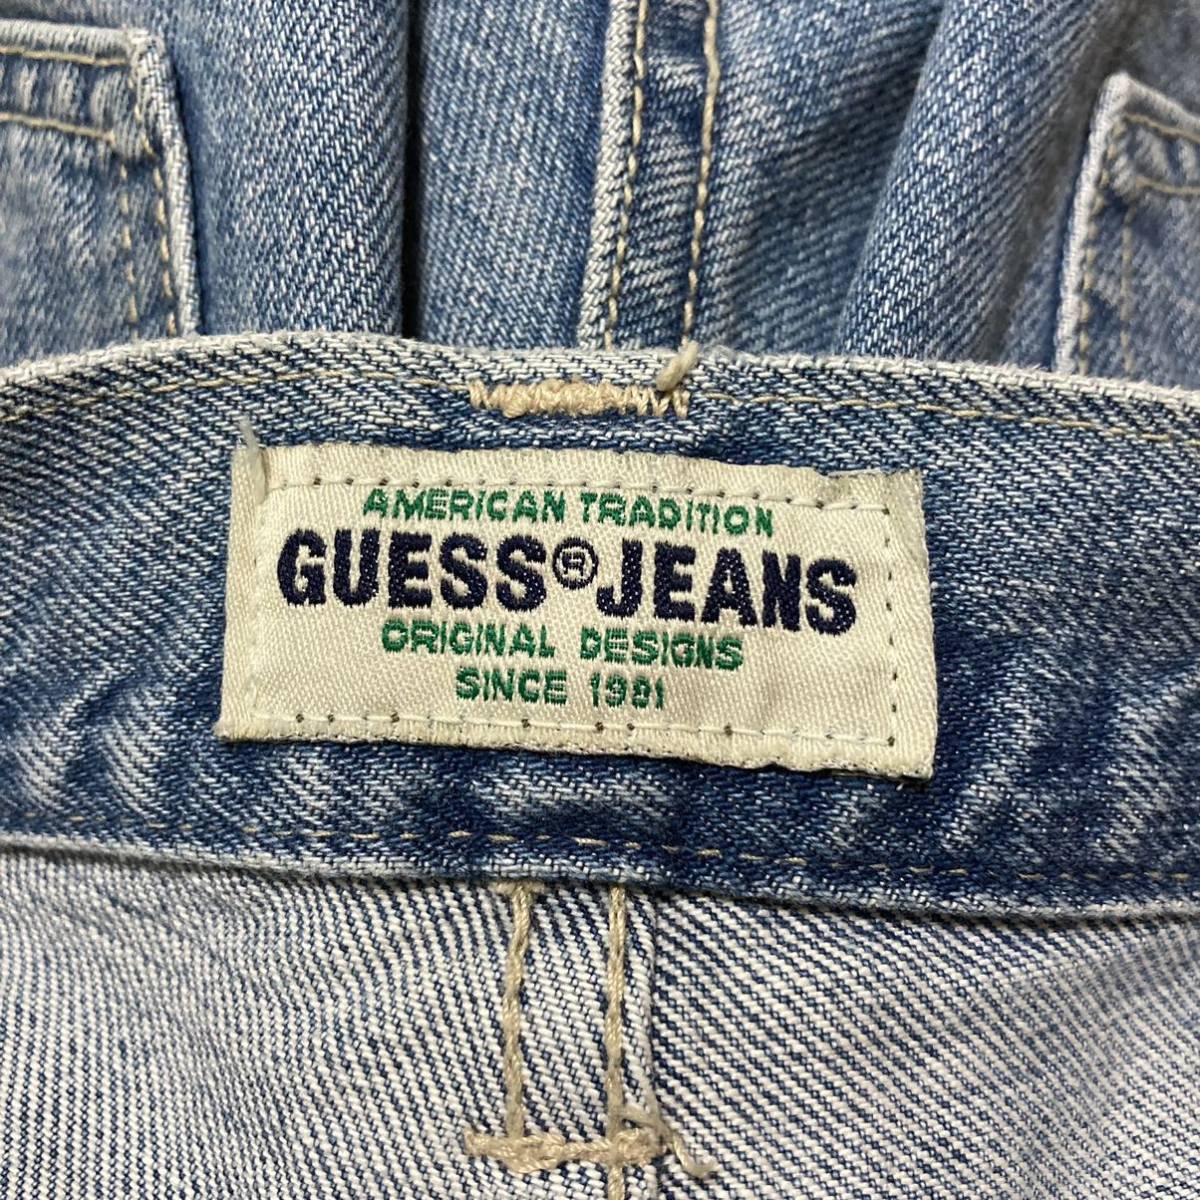 AMERICAN TRADITION
GUESS®JEANS
ORIGINAL DESIGNS
SINCE 1981